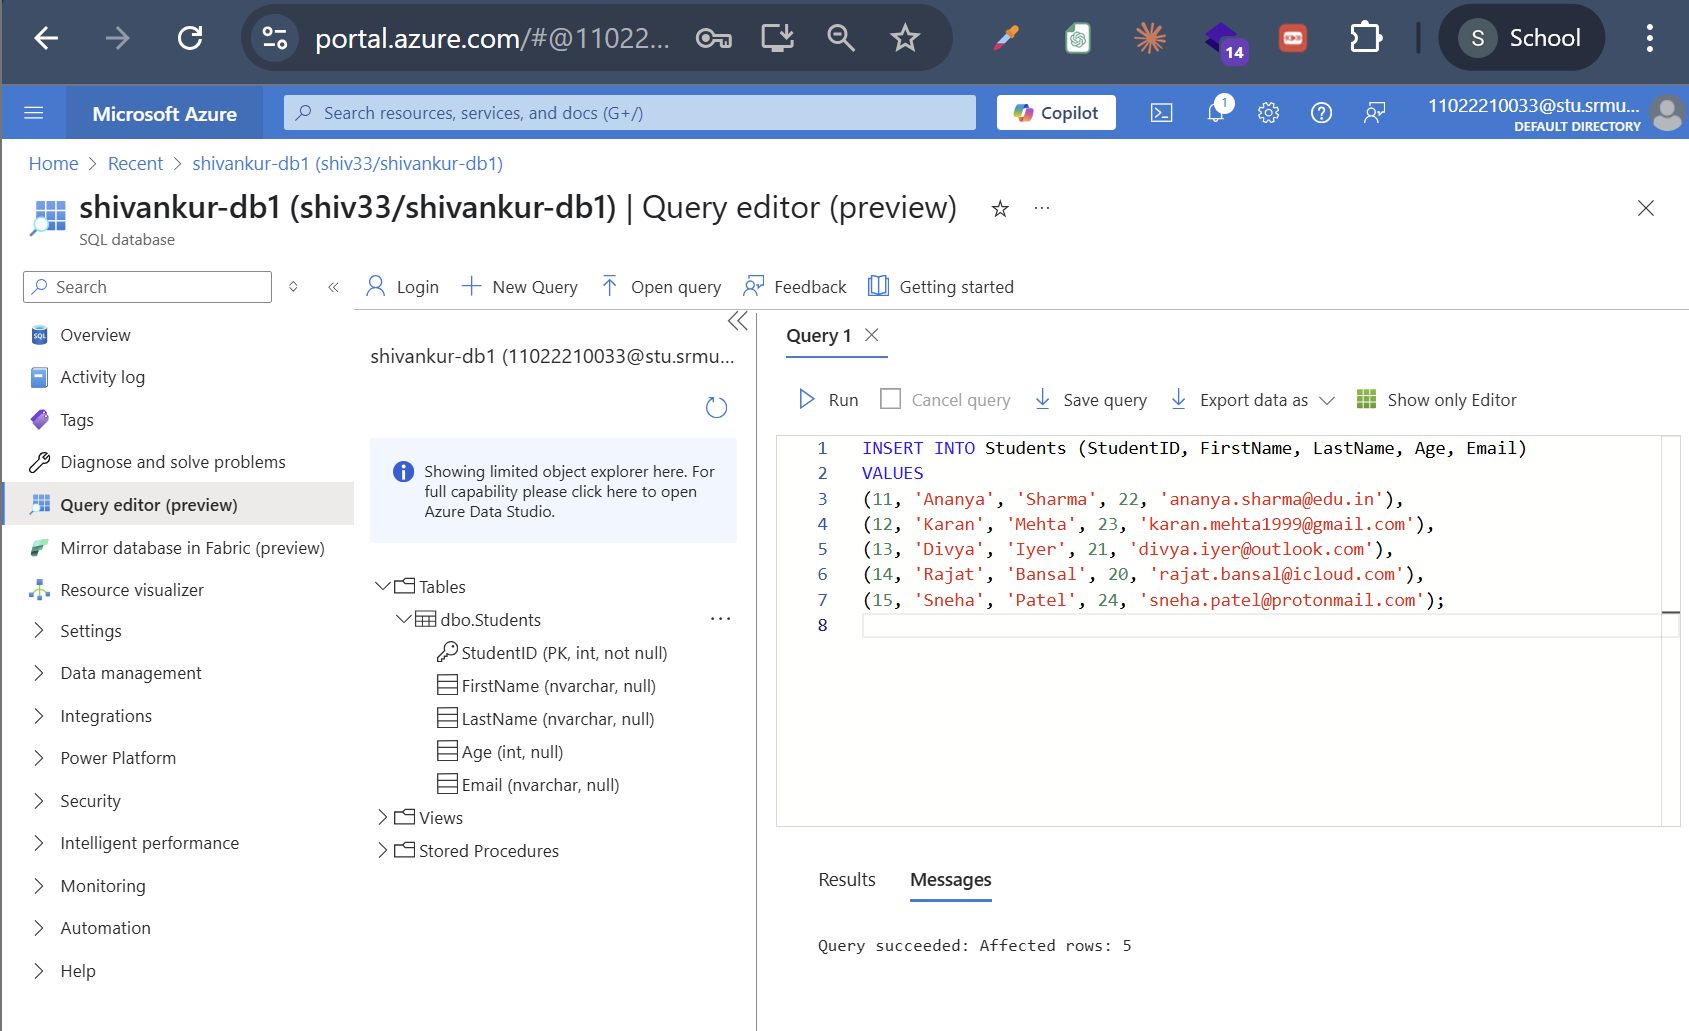 portal.azure.com/#@11022...
14
S School
Microsoft Azure
Search resources, services, and docs (G+/)
Copilot
1
11022210033@stu.srmu...
DEFAULT DIRECTORY
Home > Recent > shivankur-db1 (shiv33/shivankur-db1)
shivankur-db1 (shiv33/shivankur-db1) | Query editor (preview)
SQL database
Search
Login
New Query
Open query
Feedback
Getting started
SQL
Overview
Activity log
Tags
Diagnose and solve problems
Query editor (preview)
Mirror database in Fabric (preview)
Resource visualizer
Settings
Data management
Integrations
Power Platform
Security
Intelligent performance
Monitoring
Automation
Help
shivankur-db1 (11022210033@stu.srmu...
Showing limited object explorer here. For
full capability please click here to open
Azure Data Studio.
Tables
dbo.Students
StudentID (PK, int, not null)
FirstName (nvarchar, null)
LastName (nvarchar, null)
Age (int, null)
Email (nvarchar, null)
Views
Stored Procedures
Query 1
Run
Cancel query
Save query
Export data as
Show only Editor
1 INSERT INTO Students (StudentID, FirstName, LastName, Age, Email)
2 VALUES
3 (11, 'Ananya', 'Sharma', 22, 'ananya.sharma@edu.in'),
4 (12, 'Karan', 'Mehta', 23, 'karan.mehta1999@gmail.com'),
5 (13, 'Divya', 'Iyer', 21, 'divya.iyer@outlook.com'),
6 (14, 'Rajat', 'Bansal', 20, 'rajat.bansal@icloud.com'),
7 (15, 'Sneha', 'Patel', 24, 'sneha.patel@protonmail.com');
8
Results
Messages
Query succeeded: Affected rows: 5